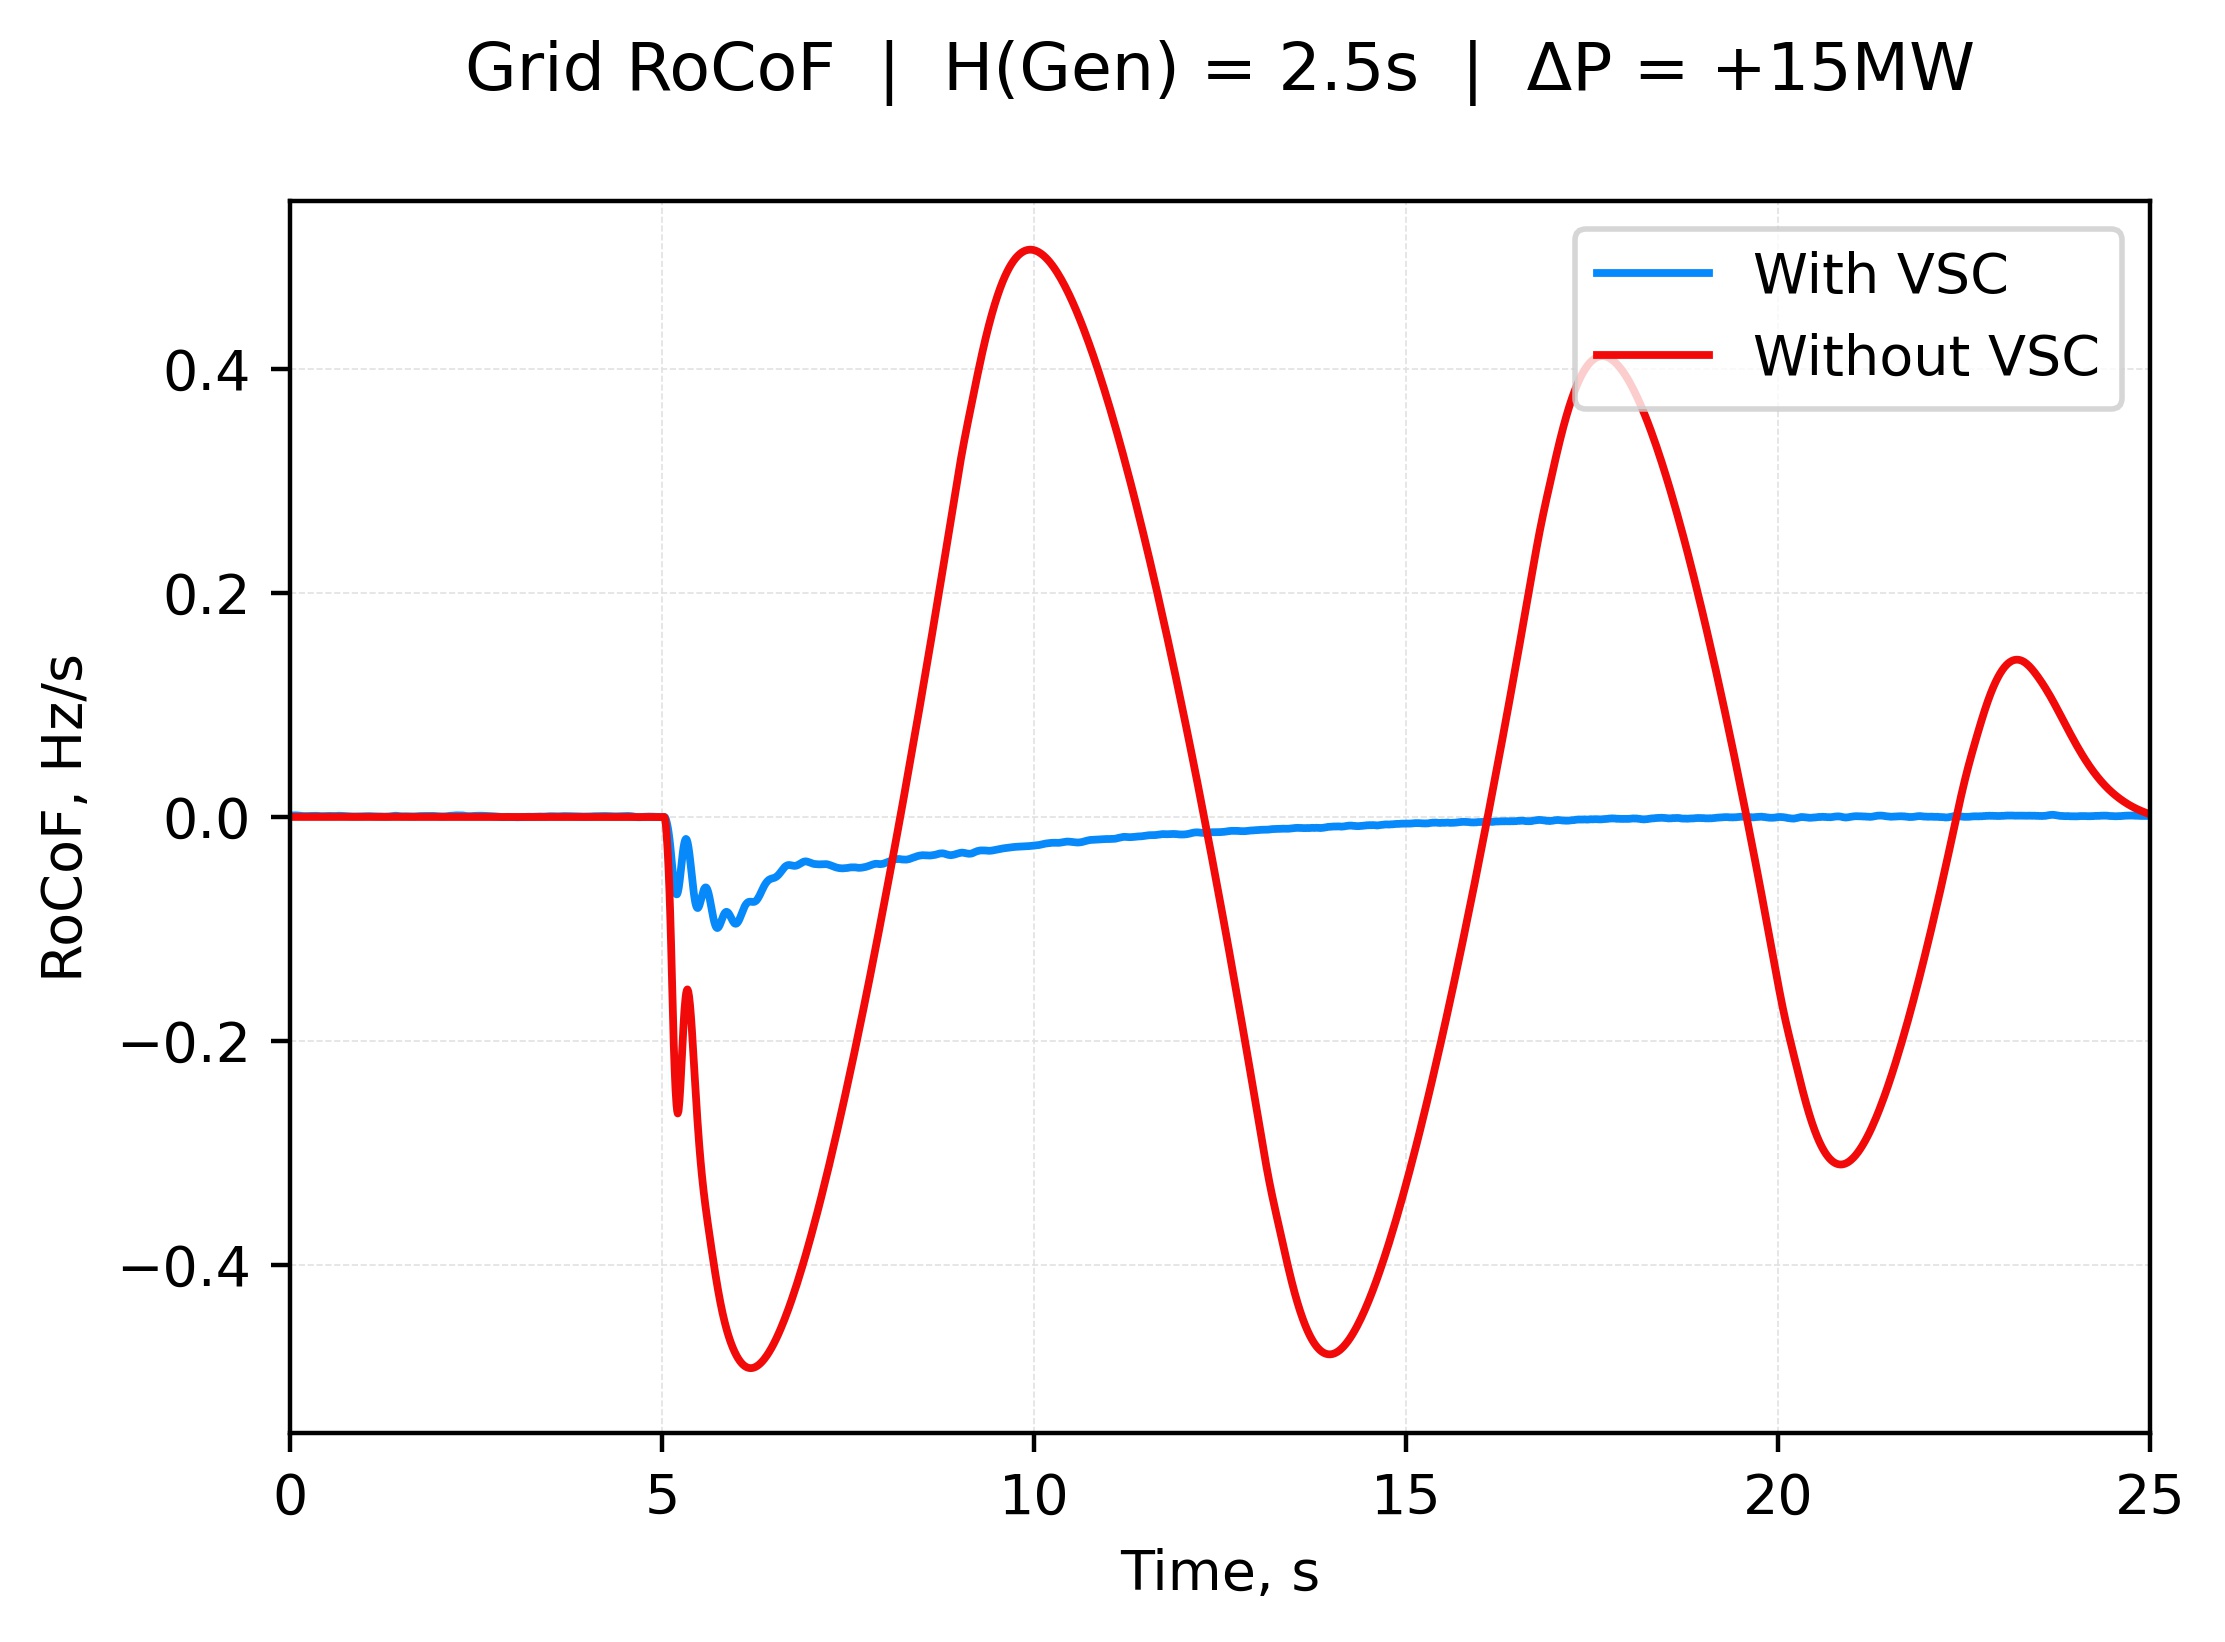 Grid RoCoF | H(Gen) = 2.5s | ΔP = +15MW
With VSC
Without VSC
RoCoF, Hz/s
0.4
0.2
0.0
−0.2
−0.4
0 5 10 15 20 25
Time, s